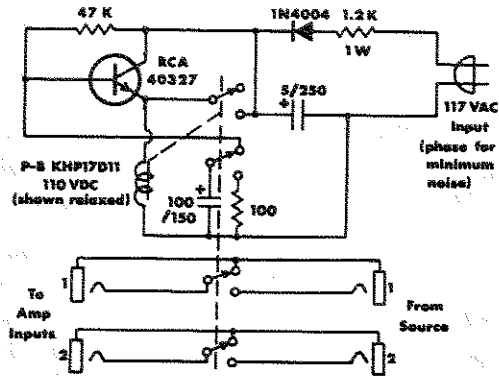 47 K
1N4004
1.2K
1W
RCA
40327
5/250
+
117 VAC
Input
(phase for
minimum
noise)
P-B KHP17D11
110 VDC
(shown relaxed)
+
100
/150
100
1
To
Amp
Inputs
2
1
From
Source
2